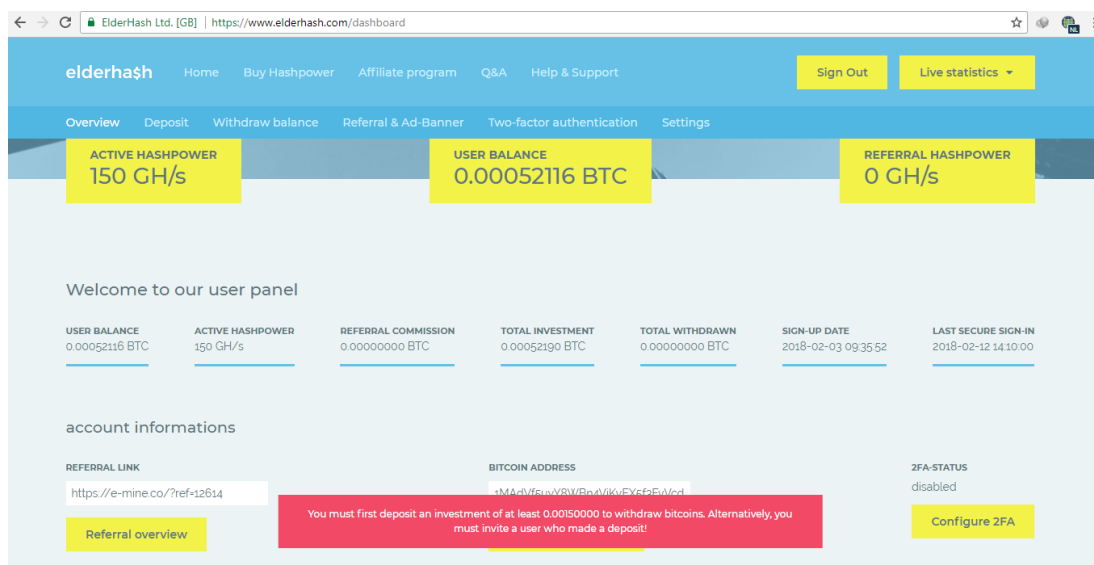 ElderHash Ltd. [GB] | https://www.elderhash.com/dashboard
NL
elderha$h Home Buy Hashpower Affiliate program Q&A Help & Support Sign Out Live statistics
Overview Deposit Withdraw balance Referral & Ad-Banner Two-factor authentication Settings
ACTIVE HASHPOWER USER BALANCE REFERRAL HASHPOWER
150 GH/s 0.00052116 BTC 0 GH/s
Welcome to our user panel
USER BALANCE ACTIVE HASHPOWER REFERRAL COMMISSION TOTAL INVESTMENT TOTAL WITHDRAWN SIGN-UP DATE LAST SECURE SIGN-IN
0.00052116 BTC 150 GH/s 0.00000000 BTC 0.00052190 BTC 0.00000000 BTC 2018-02-03 09:35:52 2018-02-12 14:10:00
account informations
REFERRAL LINK BITCOIN ADDRESS 2FA-STATUS
https://e-mine.co/?ref=12614 disabled
You must first deposit an investment of at least 0.00150000 to withdraw bitcoins. Alternatively, you
must invite a user who made a deposit!
Referral overview Configure 2FA